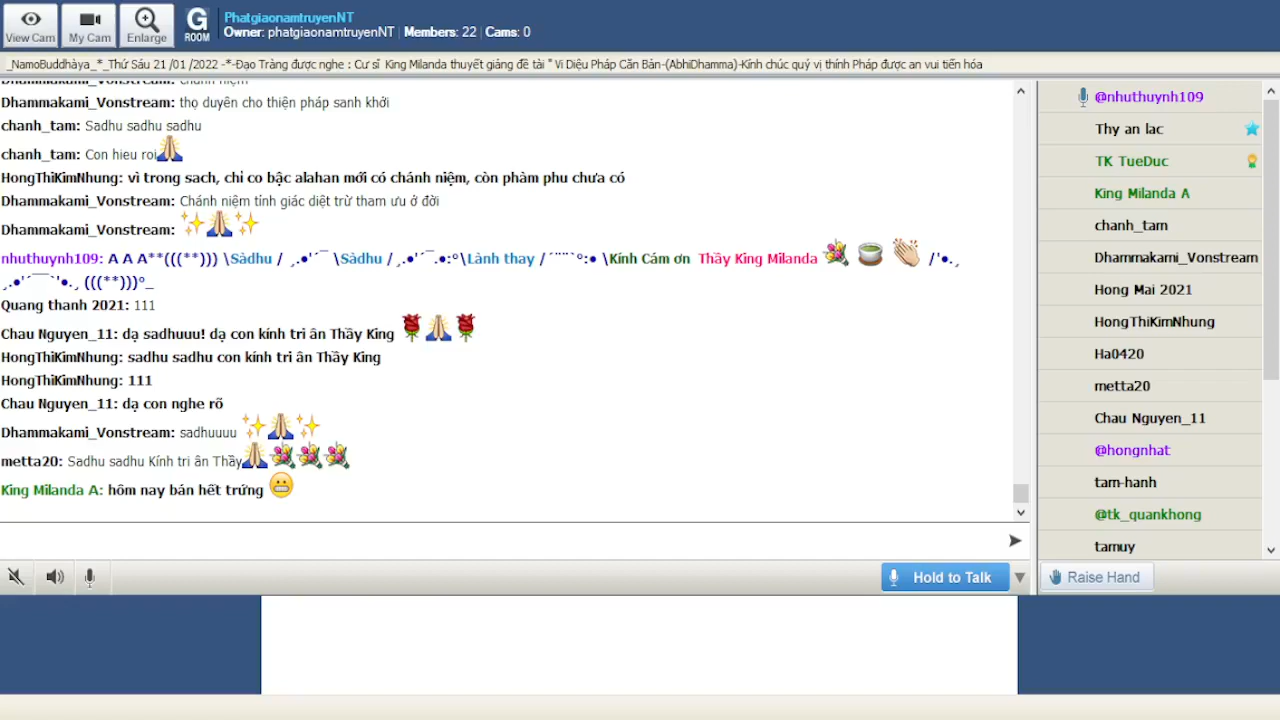 View Cam
My Cam
Enlarge
G
ROOM
PhatgiaonamtruyenNT
Owner: phatgiaonamtruyenNT | Members: 22 | Cams: 0
_NamoBuddhàya_*_Thứ Sáu 21 /01 /2022 -*-Đạo Tràng được nghe : Cư sĩ King Milanda thuyết giảng đề tài " Vi Diệu Pháp Căn Bản-(AbhiDhamma)-Kính chúc quý vị thính Pháp được an vui tiến hóa
Dhammakami_Vonstream: chánh niệm
Dhammakami_Vonstream: thọ duyên cho thiện pháp sanh khởi
chanh_tam: Sadhu sadhu sadhu
chanh_tam: Con hieu roi🙏
HongThiKimNhung: vì trong sach, chỉ co bậc alahan mới có chánh niệm, còn phàm phu chưa có
Dhammakami_Vonstream: Chánh niệm tỉnh giác diệt trừ tham ưu ở đời
Dhammakami_Vonstream: ✨🙏✨
nhuthuynh109: A A A**(((**))) \Sàdhu / ¸.•'´¯ \Sàdhu / ¸.•'´¯.•:°\Lành thay /´¨¨`°:• \Kính Cám ơn Thầy King Milanda 💐 🍵 👏 /'•.¸
¸.•'´¯¯`'•.¸ (((**)))°_
Quang thanh 2021: 111
Chau Nguyen_11: dạ sadhuuu! dạ con kính tri ân Thầy King 🌹🙏🌹
HongThiKimNhung: sadhu sadhu con kính tri ân Thầy King
HongThiKimNhung: 111
Chau Nguyen_11: dạ con nghe rõ
Dhammakami_Vonstream: sadhuuuu ✨🙏✨
metta20: Sadhu sadhu Kính tri ân Thầy🙏💐💐💐
King Milanda A: hôm nay bán hết trứng 😬
Hold to Talk
@nhuthuynh109
Thy an lac
TK TueDuc
King Milanda A
chanh_tam
Dhammakami_Vonstream
Hong Mai 2021
HongThiKimNhung
Ha0420
metta20
Chau Nguyen_11
@hongnhat
tam-hanh
@tk_quankhong
tamuy
Raise Hand